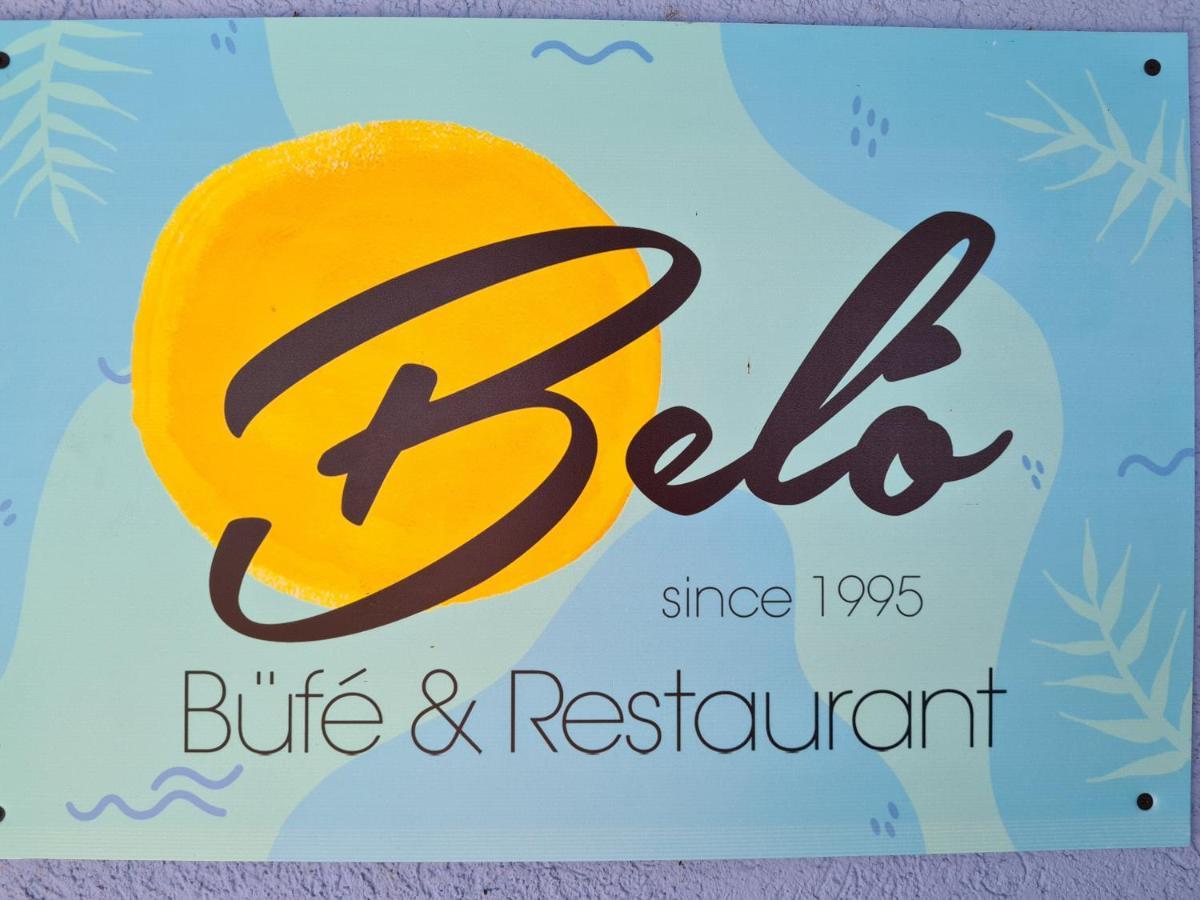 Beló
since 1995
Büfé & Restaurant